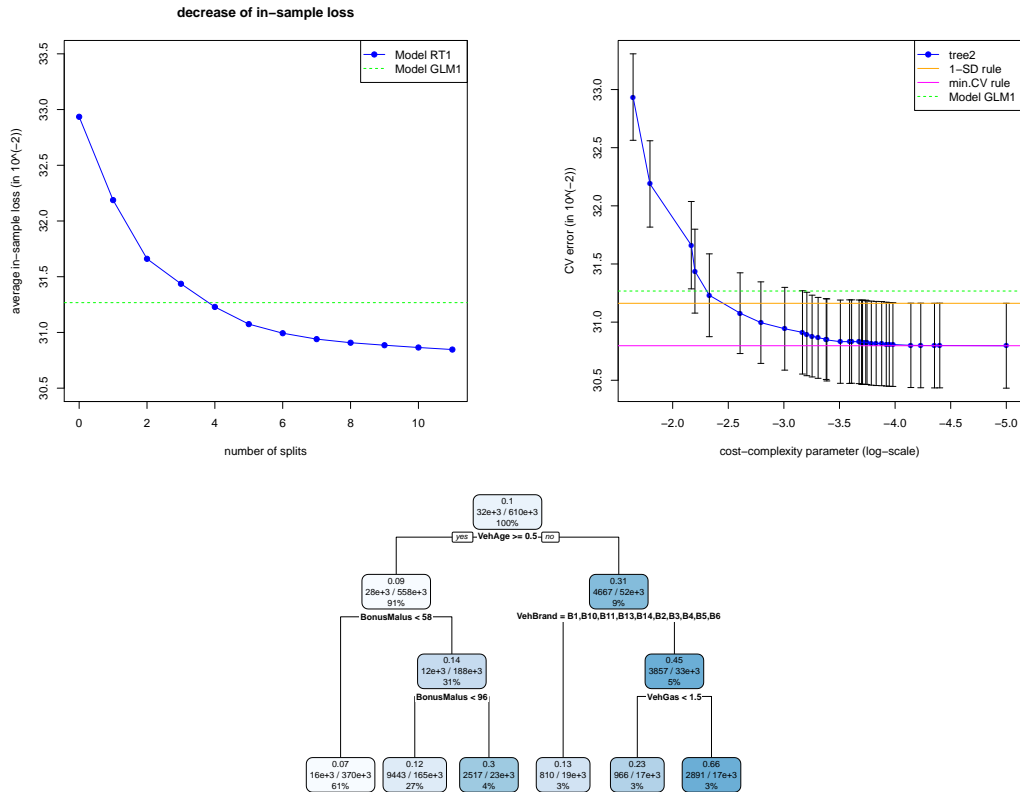 decrease of in−sample loss
average in−sample loss (in 10^(−2))
33.5
33.0
32.5
32.0
31.5
31.0
30.5
Model RT1
Model GLM1
0 2 4 6 8 10
number of splits
CV error (in 10^(−2))
33.0
32.5
32.0
31.5
31.0
30.5
tree2
1−SD rule
min.CV rule
Model GLM1
−2.0 −2.5 −3.0 −3.5 −4.0 −4.5 −5.0
cost−complexity parameter (log−scale)
0.1
32e+3 / 610e+3
100%
yes VehAge >= 0.5 no
0.09
28e+3 / 558e+3
91%
BonusMalus < 58
0.31
4667 / 52e+3
9%
VehBrand = B1,B10,B11,B13,B14,B2,B3,B4,B5,B6
0.14
12e+3 / 188e+3
31%
BonusMalus < 96
0.45
3857 / 33e+3
5%
VehGas < 1.5
0.07
16e+3 / 370e+3
61%
0.12
9443 / 165e+3
27%
0.3
2517 / 23e+3
4%
0.13
810 / 19e+3
3%
0.23
966 / 17e+3
3%
0.66
2891 / 17e+3
3%